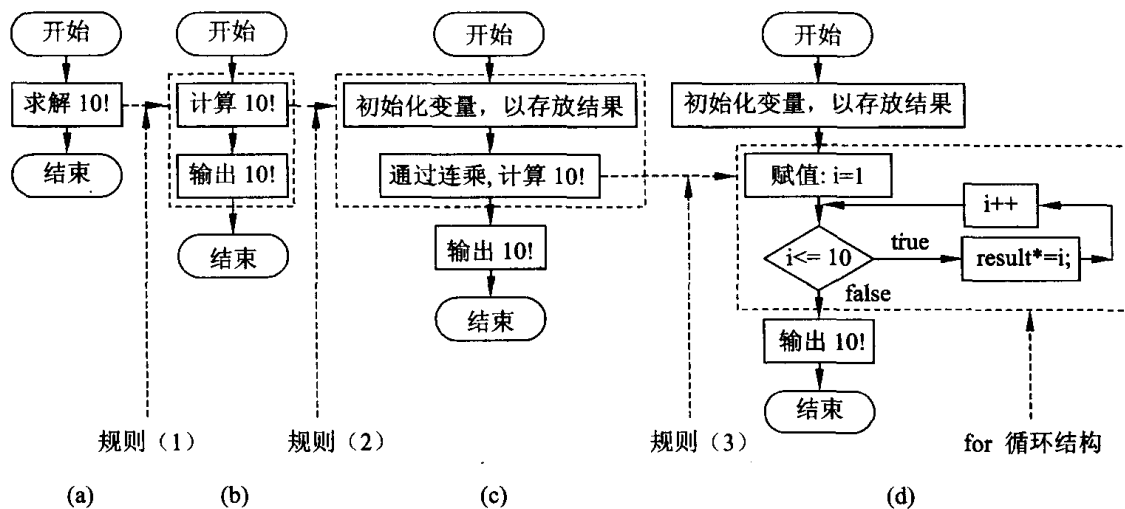 开始
求解 10!
结束
开始
计算 10!
输出 10!
结束
开始
初始化变量，以存放结果
通过连乘, 计算 10!
输出 10!
结束
开始
初始化变量，以存放结果
赋值: i=1
i++
i<= 10
true
result*=i;
false
输出 10!
结束
规则（1）
规则（2）
规则（3）
for 循环结构
(a)
(b)
(c)
(d)